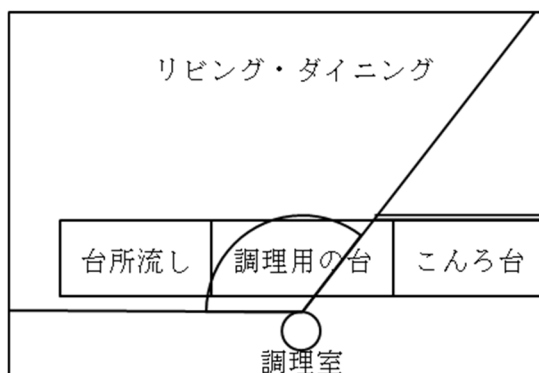 リビング・ダイニング
台所流し
調理用の台
こんろ台
調理室